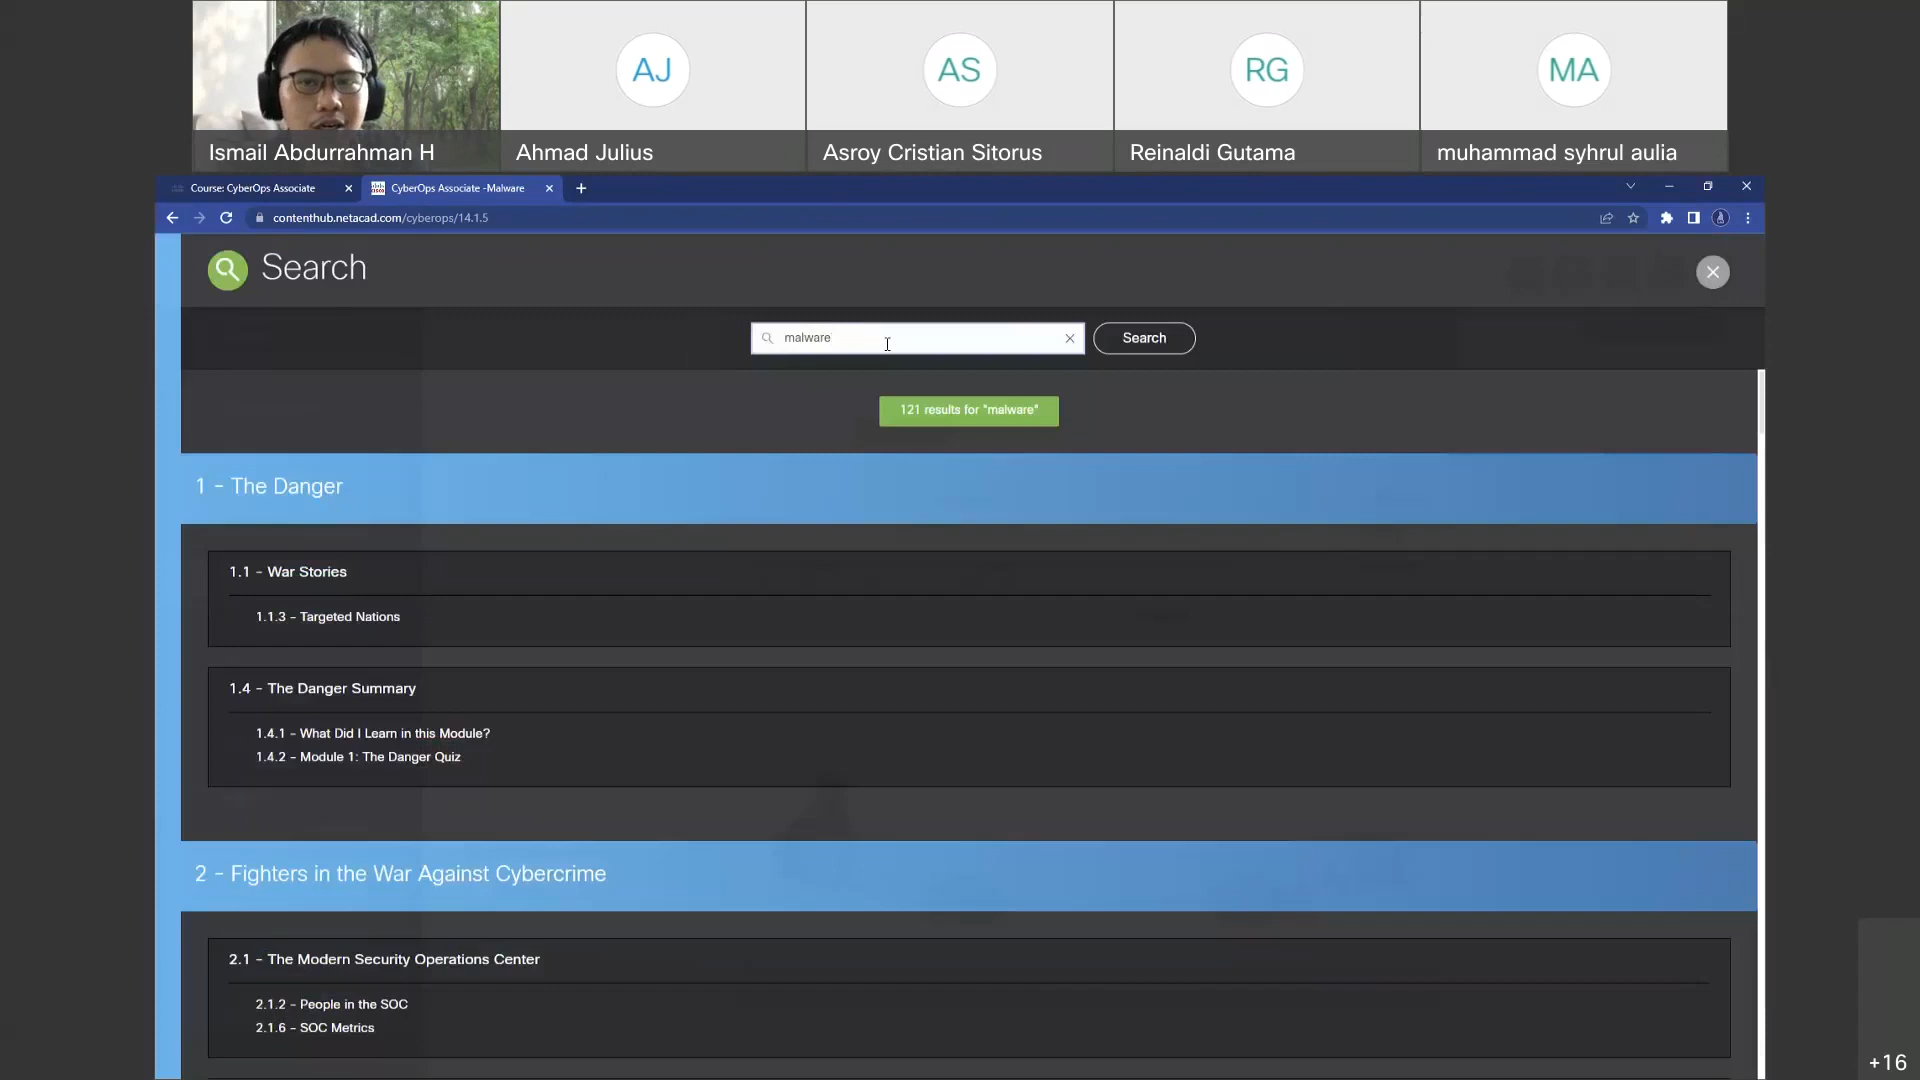 AJ
AS
RG
MA
Ismail Abdurrahman H
Ahmad Julius
Asroy Cristian Sitorus
Reinaldi Gutama
muhammad syhrul aulia
Course: CyberOps Associate
CyberOps Associate -Malware
contenthub.netacad.com/cyberops/14.1.5
Search
malware
Search
121 results for "malware"
1 - The Danger
1.1 - War Stories
1.1.3 - Targeted Nations
1.4 - The Danger Summary
1.4.1 - What Did I Learn in this Module?
1.4.2 - Module 1: The Danger Quiz
2 - Fighters in the War Against Cybercrime
2.1 - The Modern Security Operations Center
2.1.2 - People in the SOC
2.1.6 - SOC Metrics
+16